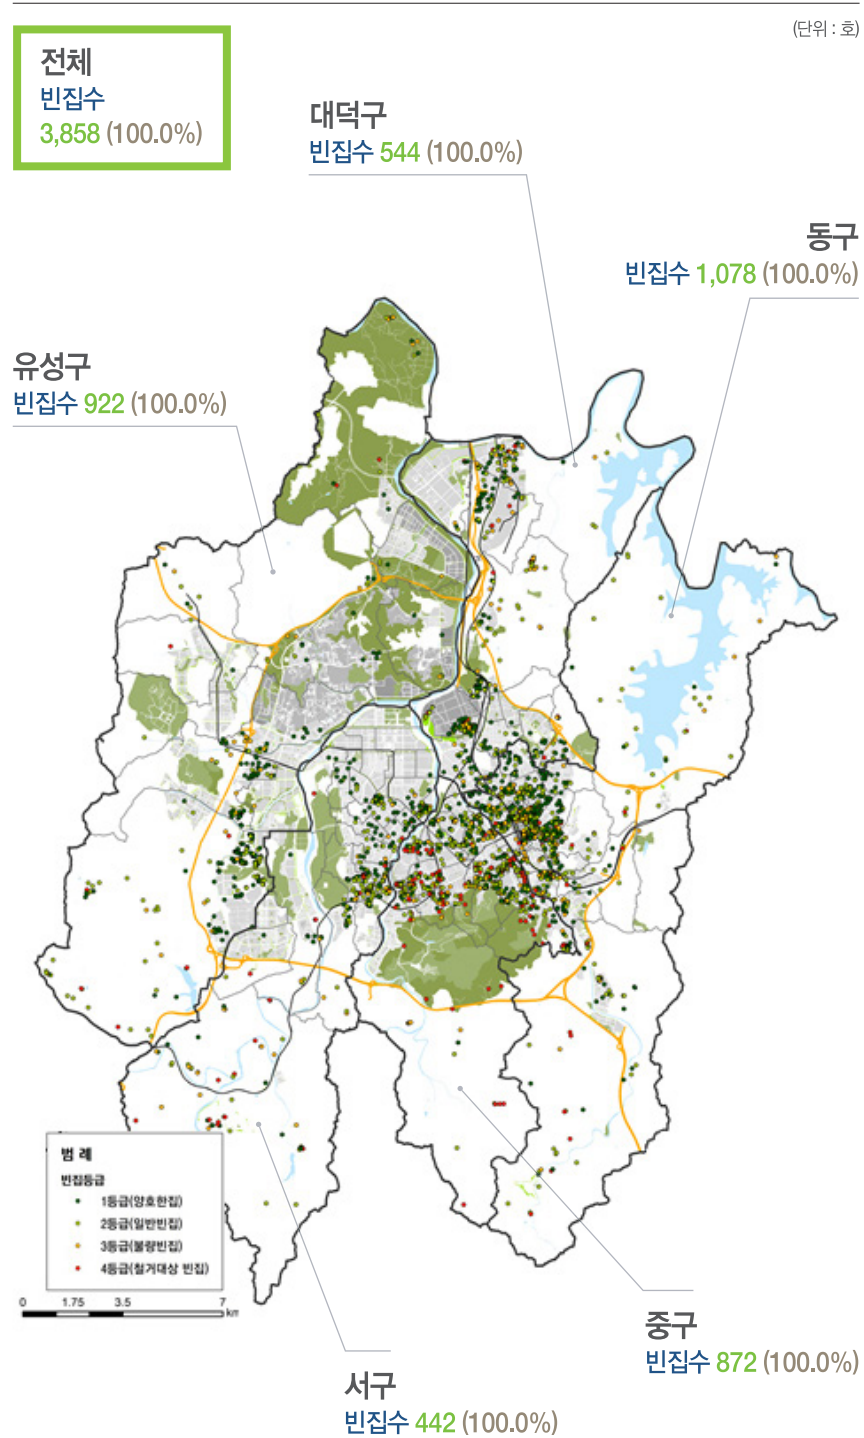 (단위 : 호)
전체
빈집수
3,858 (100.0%)
대덕구
빈집수 544 (100.0%)
동구
빈집수 1,078 (100.0%)
유성구
빈집수 922 (100.0%)
범 례
빈집등급
1등급(양호한집)
2등급(일반빈집)
3등급(불량빈집)
4등급(철거대상 빈집)
0 1.75 3.5 7
km
중구
빈집수 872 (100.0%)
서구
빈집수 442 (100.0%)